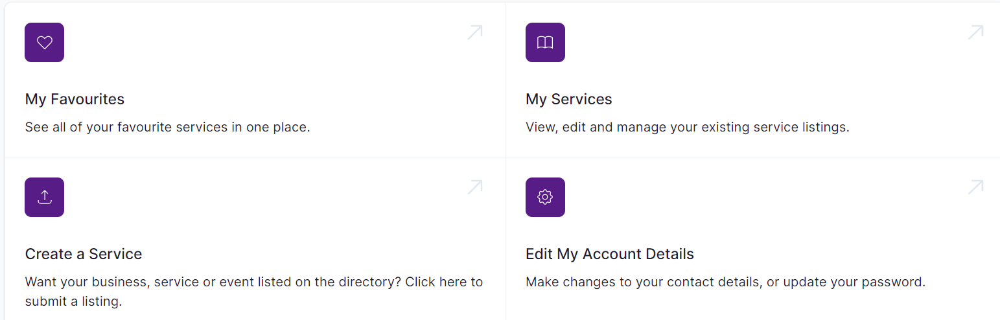 My Favourites
See all of your favourite services in one place.
My Services
View, edit and manage your existing service listings.
Create a Service
Want your business, service or event listed on the directory? Click here to
submit a listing.
Edit My Account Details
Make changes to your contact details, or update your password.